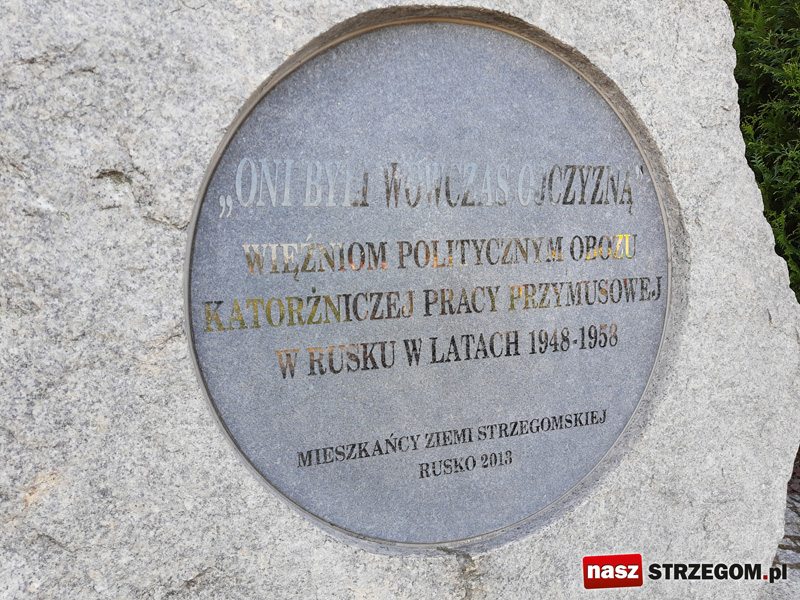 „ONI BYLI WÓWCZAS OJCZYZNĄ”
WIĘŹNIOM POLITYCZNYM OBOZU
KATORŻNICZEJ PRACY PRZYMUSOWEJ
W RUSKU W LATACH 1948-1958
MIESZKAŃCY ZIEMI STRZEGOMSKIEJ
RUSKO 2013
nasz STRZEGOM.pl